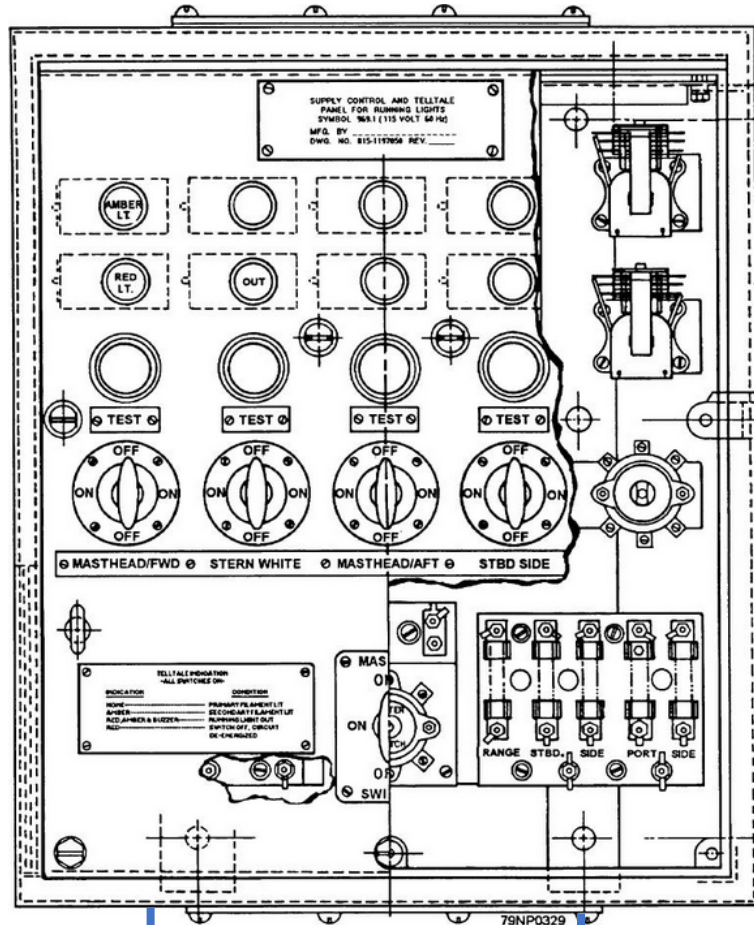 SUPPLY CONTROL AND TELLTALE
PANEL FOR RUNNING LIGHTS
SYMBOL 969.1 (115 VOLT 60 Hz)
MFG. BY
DWG. NO. 815-1197050 REV.
AMBER
LT.
RED
LT.
OUT
TEST TEST TEST TEST
OFF OFF OFF OFF
ON ON ON ON ON ON ON ON
OFF OFF OFF OFF
MASTHEAD/FWD STERN WHITE MASTHEAD/AFT STBD SIDE
TELLTALE INDICATION
-ALL SWITCHES ON-
INDICATION CONDITION
NONE PRIMARY FILAMENT LIT
AMBER SECONDARY FILAMENT LIT
RED, AMBER & BUZZER RUNNING LIGHT OUT
RED SWITCH OFF, CIRCUIT
DE-ENERGIZED
MAS
ON
SWI
RANGE STBD. SIDE PORT SIDE
79NP0329